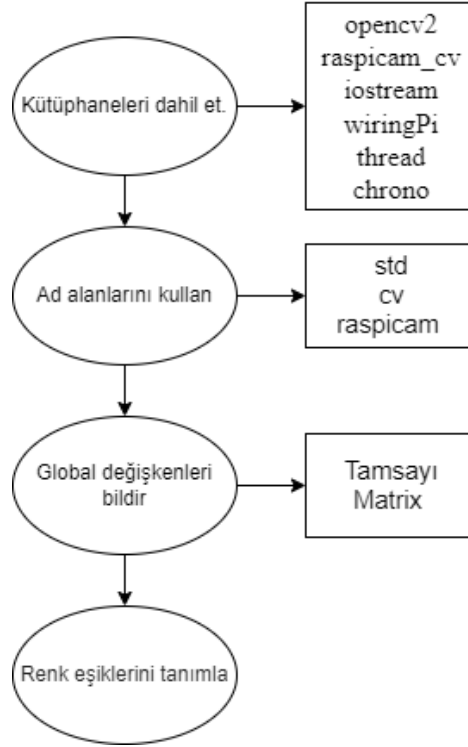 Kütüphaneleri dahil et.
opencv2
raspicam_cv
iostream
wiringPi
thread
chrono
Ad alanlarını kullan
std
cv
raspicam
Global değişkenleri
bildir
Tamsayı
Matrix
Renk eşiklerini tanımla